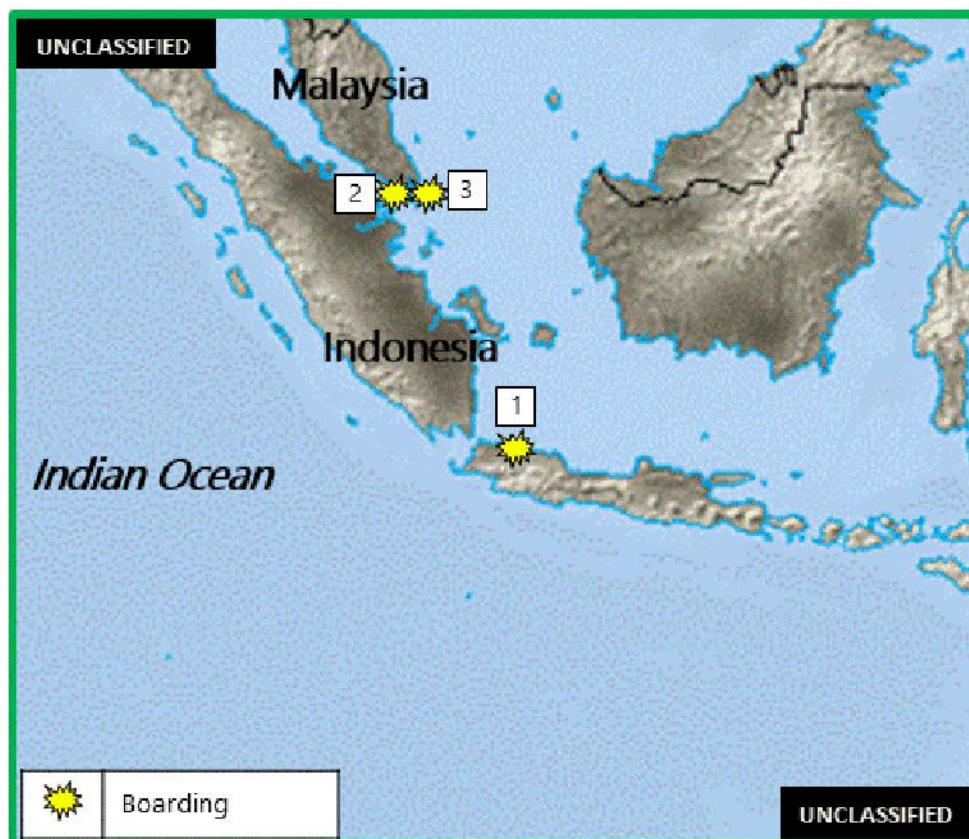 UNCLASSIFIED
Malaysia
2
3
Indonesia
1
Indian Ocean
Boarding
UNCLASSIFIED